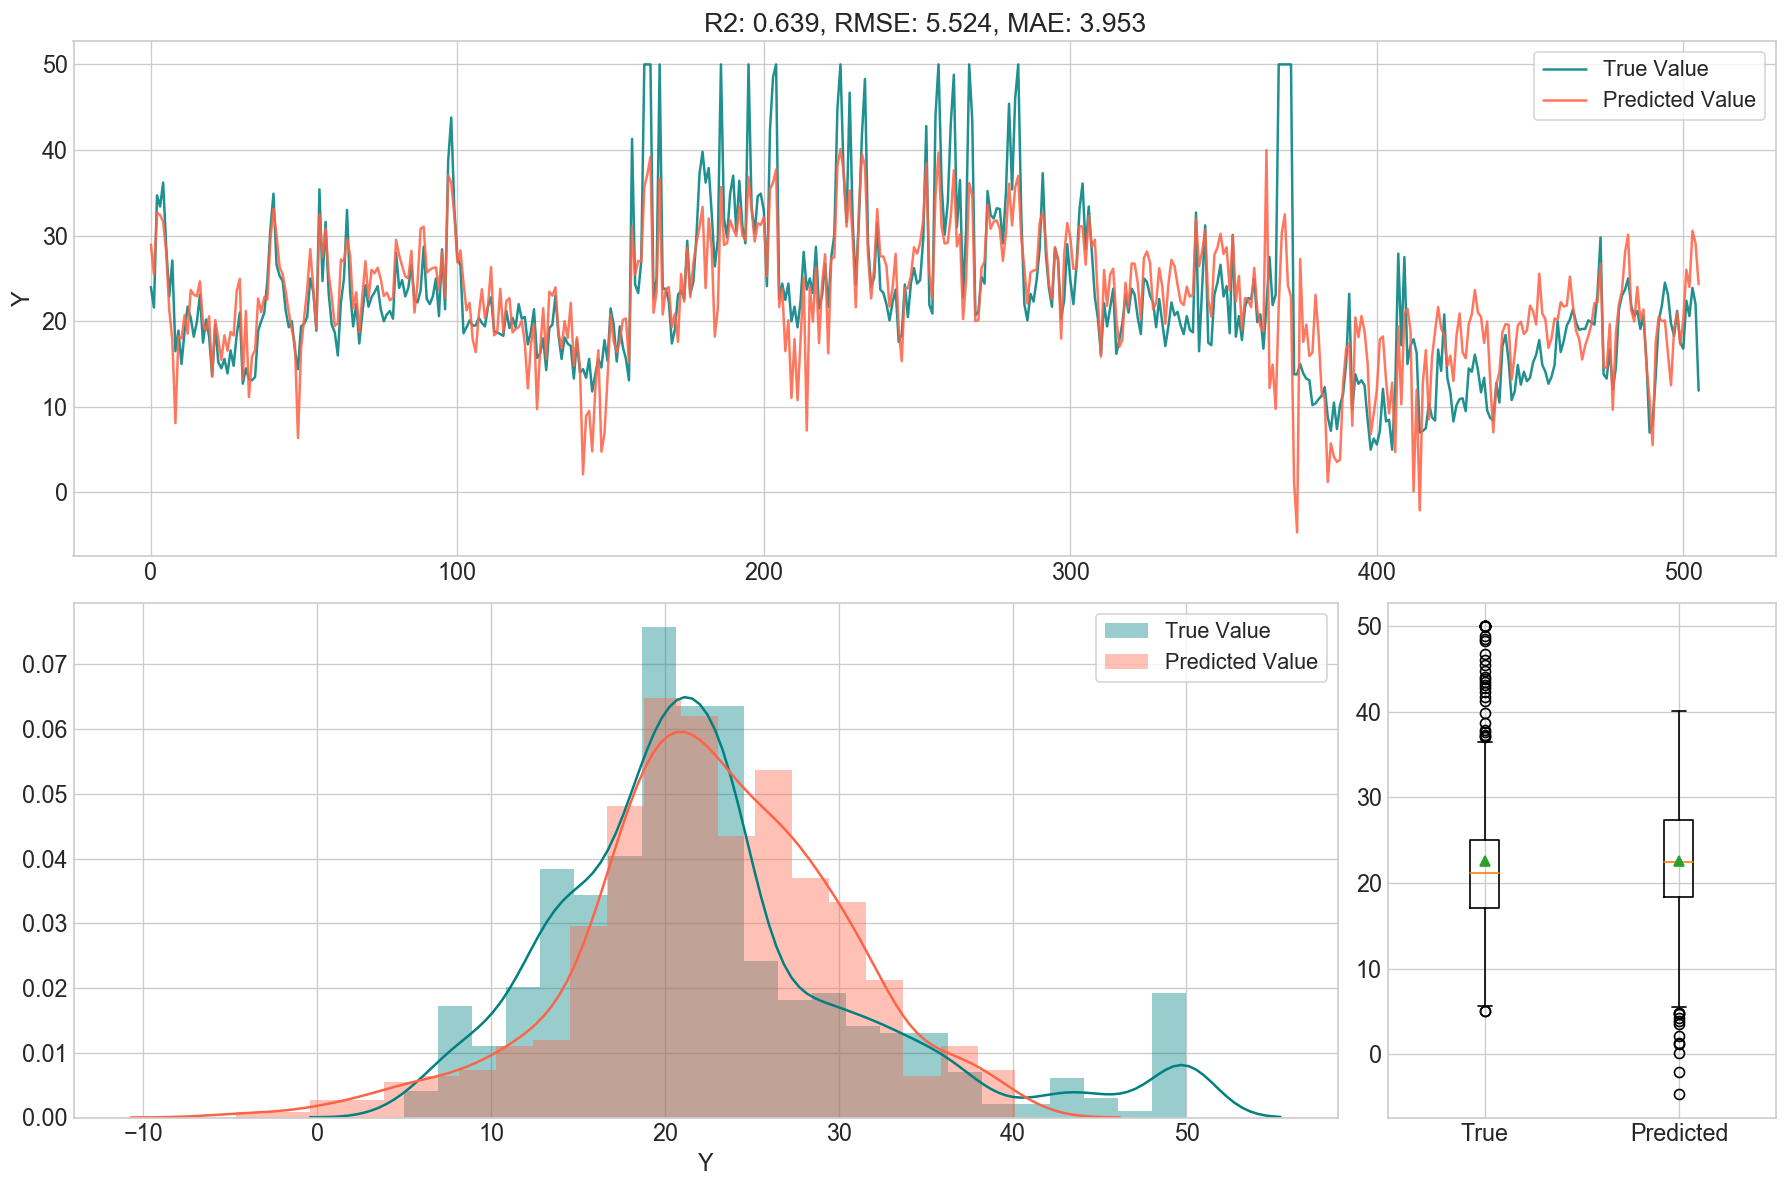 R2: 0.639, RMSE: 5.524, MAE: 3.953
50
40
30
20
10
0
Y
True Value
Predicted Value
0 100 200 300 400 500
0.07
0.06
0.05
0.04
0.03
0.02
0.01
0.00
True Value
Predicted Value
−10 0 10 20 30 40 50
Y
50
40
30
20
10
0
True Predicted